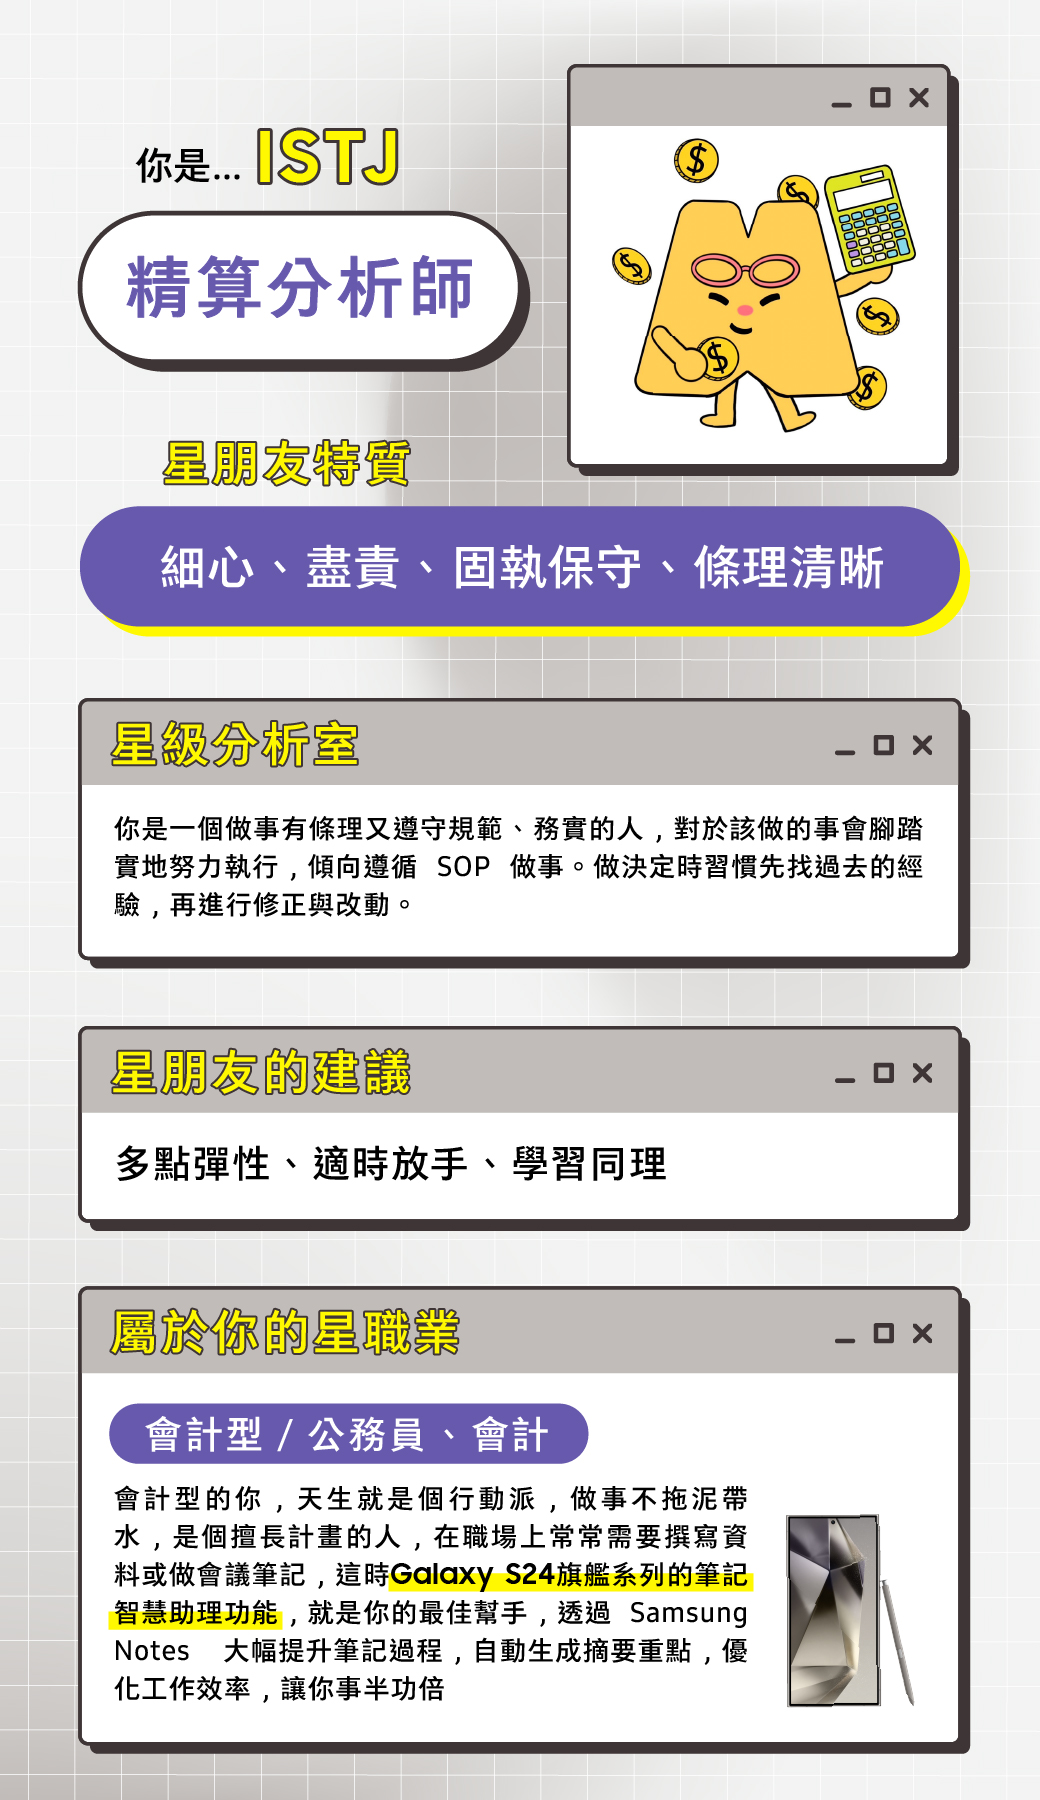 你是... ISTJ
精算分析師
星朋友特質
細心、盡責、固執保守、條理清晰
星級分析室
你是一個做事有條理又遵守規範、務實的人，對於該做的事會腳踏
實地努力執行，傾向遵循 SOP 做事。做決定時習慣先找過去的經
驗，再進行修正與改動。
星朋友的建議
多點彈性、適時放手、學習同理
屬於你的星職業
會計型 / 公務員、會計
會計型的你，天生就是個行動派，做事不拖泥帶
水，是個擅長計畫的人，在職場上常常需要撰寫資
料或做會議筆記，這時Galaxy S24旗艦系列的筆記
智慧助理功能，就是你的最佳幫手，透過 Samsung
Notes 大幅提升筆記過程，自動生成摘要重點，優
化工作效率，讓你事半功倍